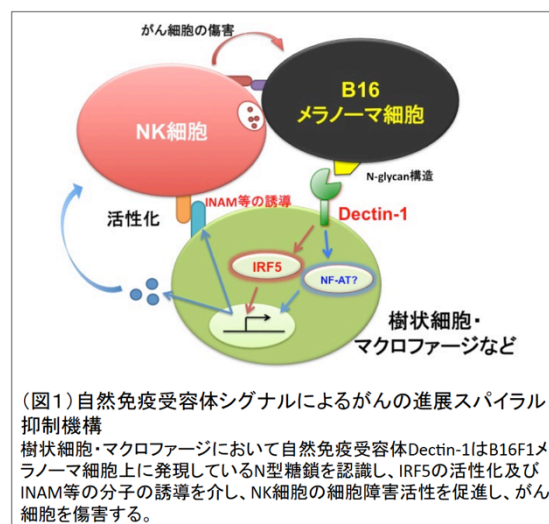 がん細胞の傷害
B16
メラノーマ細胞
NK細胞
N-glycan構造
INAM等の誘導
Dectin-1
活性化
IRF5
NF-AT?
樹状細胞・
マクロファージなど
(図1)自然免疫受容体シグナルによるがんの進展スパイラル
抑制機構
樹状細胞・マクロファージにおいて自然免疫受容体Dectin-1はB16F1メ
ラノーマ細胞上に発現しているN型糖鎖を認識し、IRF5の活性化及び
INAM等の分子の誘導を介し、NK細胞の細胞障害活性を促進し、がん
細胞を傷害する。